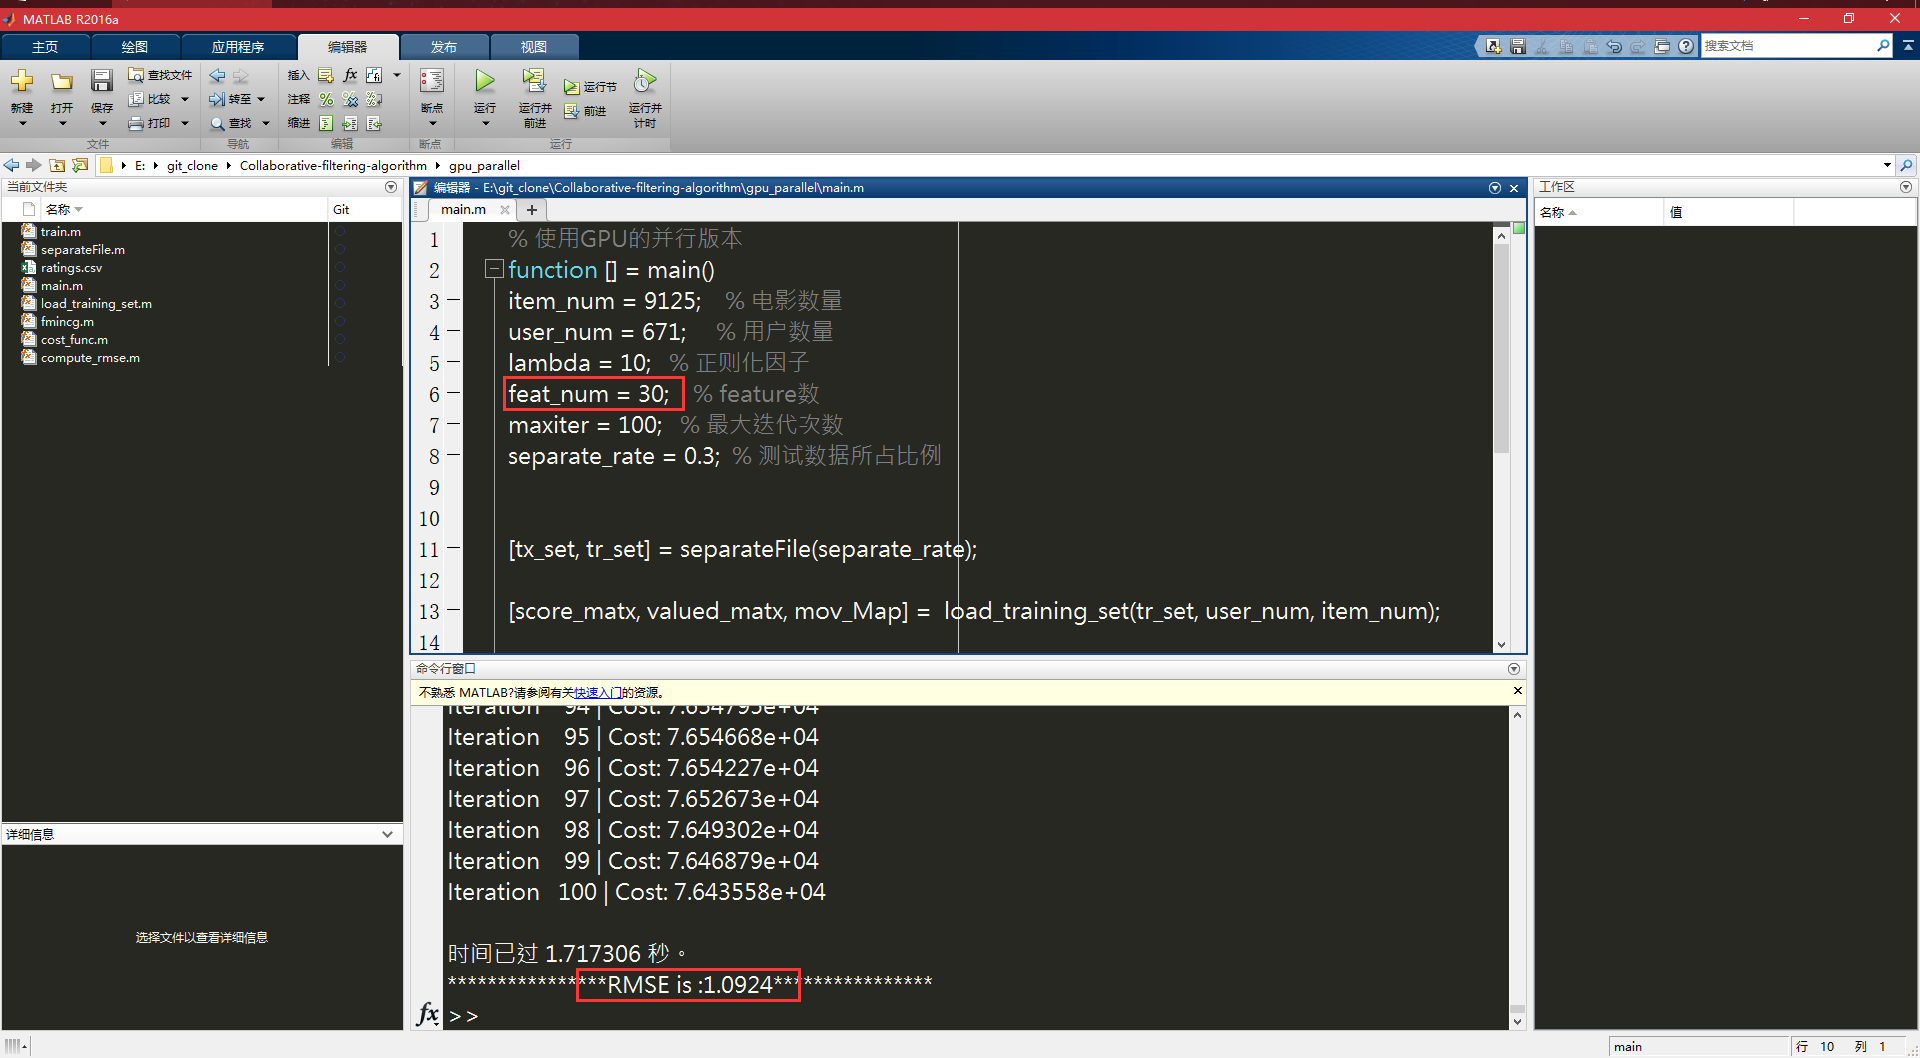 MATLAB R2016a
主页 绘图 应用程序 编辑器 发布 视图
搜索文档
新建 打开 保存 查找文件 比较 打印 转至 查找 插入 注释 缩进 断点 运行 运行并前进 运行节 前进 运行并计时
文件 导航 编辑 断点 运行
E: git_clone Collaborative-filtering-algorithm gpu_parallel
当前文件夹
名称 Git
train.m
separateFile.m
ratings.csv
main.m
load_training_set.m
fmincg.m
cost_func.m
compute_rmse.m
详细信息
选择文件以查看详细信息
编辑器 - E:\git_clone\Collaborative-filtering-algorithm\gpu_parallel\main.m
main.m
1 % 使用GPU的并行版本
2 function [] = main()
3 item_num = 9125; % 电影数量
4 user_num = 671; % 用户数量
5 lambda = 10; % 正则化因子
6 feat_num = 30; % feature数
7 maxiter = 100; % 最大迭代次数
8 separate_rate = 0.3; % 测试数据所占比例
9
10
11 [tx_set, tr_set] = separateFile(separate_rate);
12
13 [score_matx, valued_matx, mov_Map] = load_training_set(tr_set, user_num, item_num);
14
命令行窗口
不熟悉 MATLAB?请参阅有关快速入门的资源。
Iteration 94 | Cost: 7.654795e+04
Iteration 95 | Cost: 7.654668e+04
Iteration 96 | Cost: 7.654227e+04
Iteration 97 | Cost: 7.652673e+04
Iteration 98 | Cost: 7.649302e+04
Iteration 99 | Cost: 7.646879e+04
Iteration 100 | Cost: 7.643558e+04
时间已过 1.717306 秒。
****************RMSE is :1.0924****************
fx >>
工作区
名称 值
main 行 10 列 1